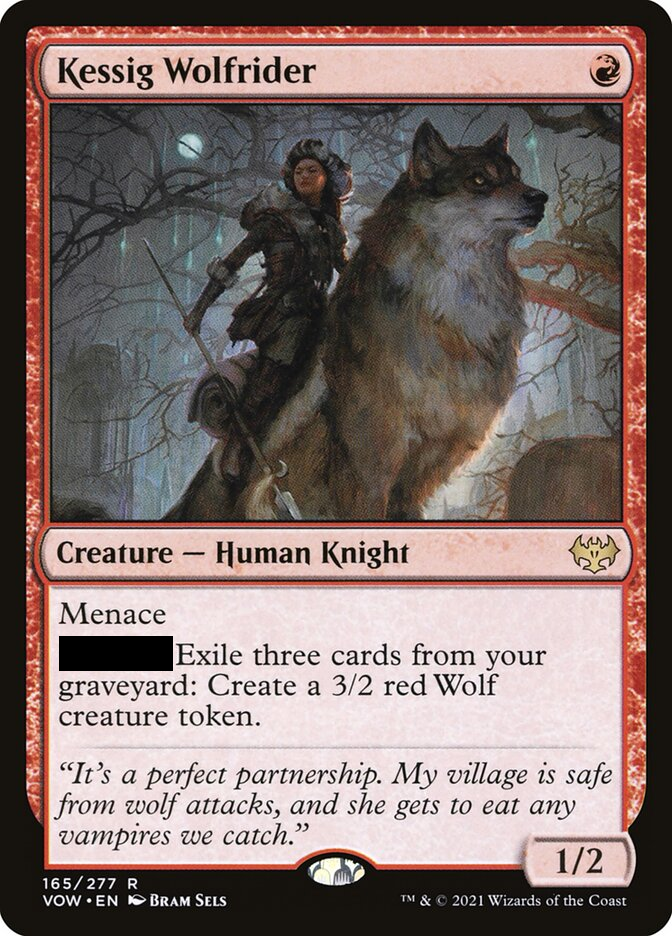 Kessig Wolfrider
Creature — Human Knight
Menace
Exile three cards from your
graveyard: Create a 3/2 red Wolf
creature token.
“It's a perfect partnership. My village is safe
from wolf attacks, and she gets to eat any
vampires we catch.”
1/2
165/277 R
VOW • EN Bram Sels
™ & © 2021 Wizards of the Coast